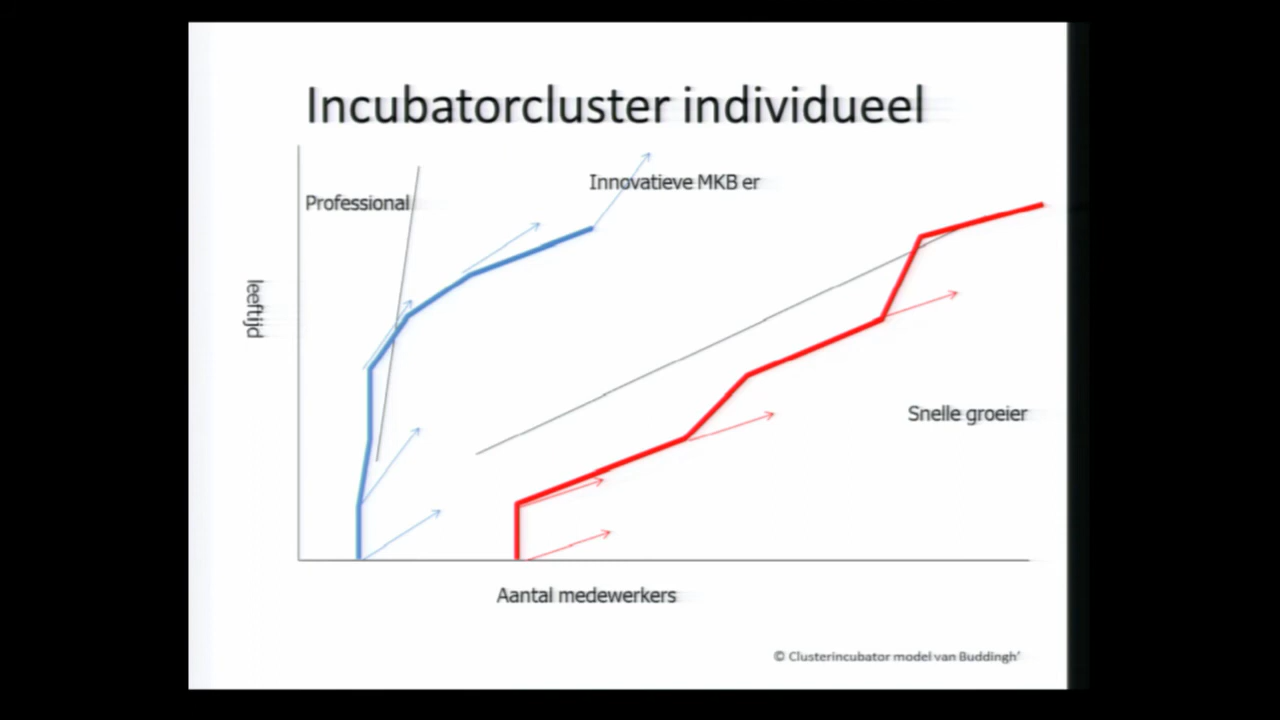 Incubatorcluster individueel
Innovatieve MKB er
Professional
leeftijd
Snelle groeier
Aantal medewerkers
© Clusterincubator model van Buddingh’